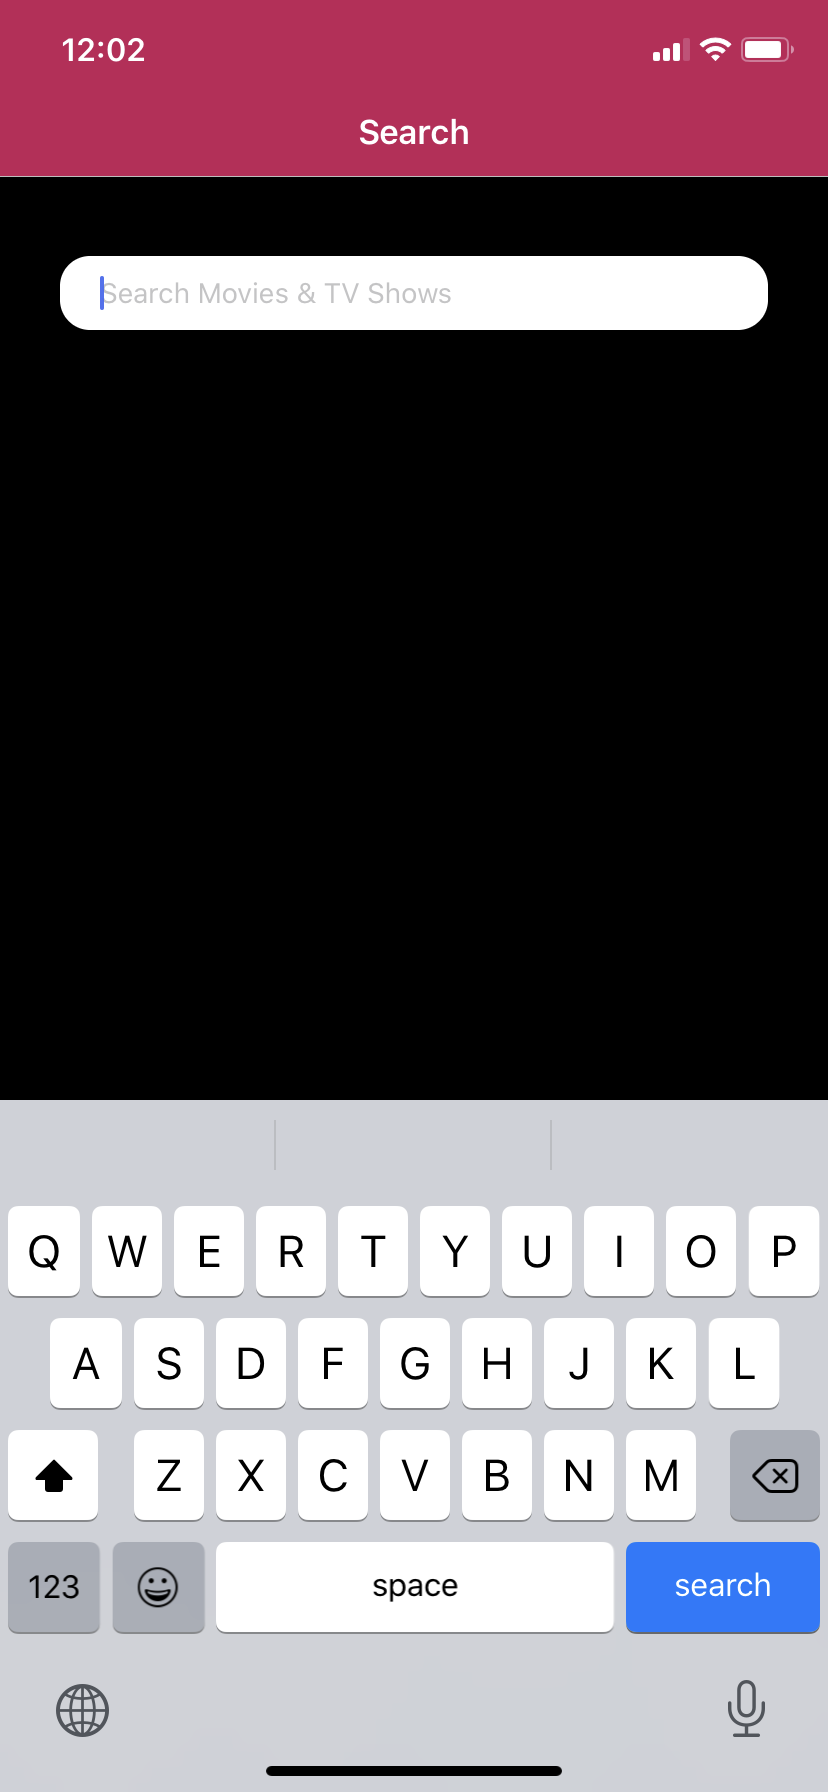 12:02
Search
Search Movies & TV Shows
Q W E R T Y U I O P
A S D F G H J K L
Z X C V B N M
123 space search